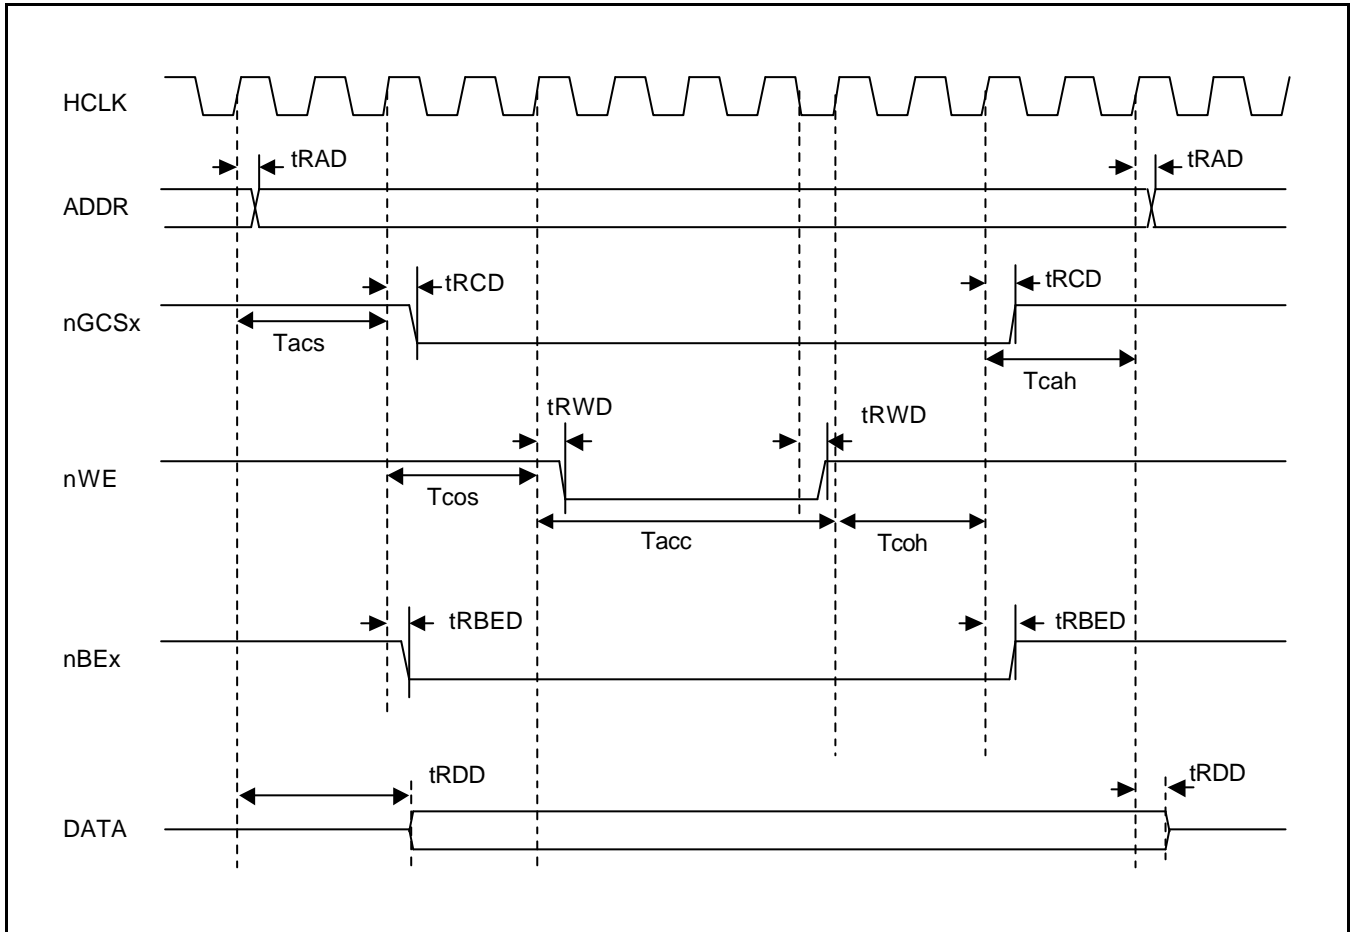 HCLK
tRAD
tRAD
ADDR
tRCD
tRCD
nGCSx
Tacs
Tcah
tRWD
tRWD
nWE
Tcos
Tacc
Tcoh
tRBED
tRBED
nBEx
tRDD
tRDD
DATA